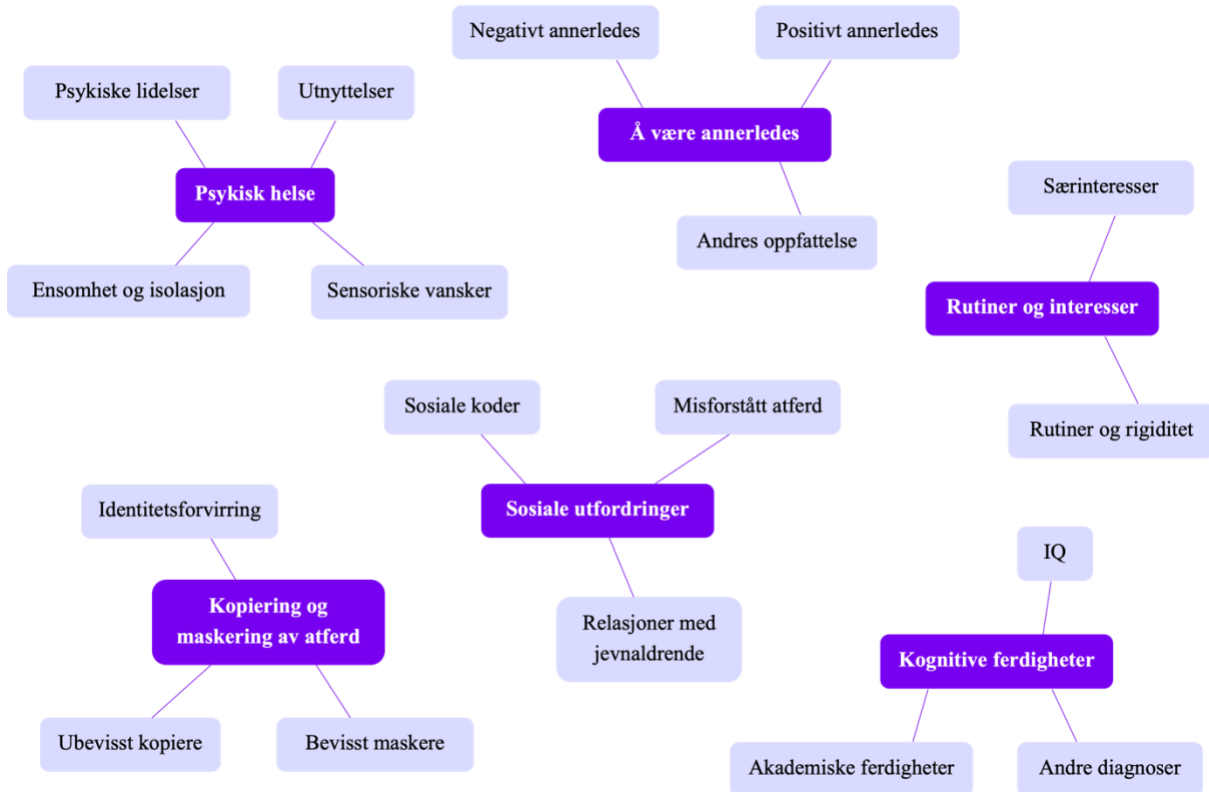 Negativt annerledes
Positivt annerledes
Å være annerledes
Andres oppfattelse
Psykiske lidelser
Utnyttelser
Psykisk helse
Ensomhet og isolasjon
Sensoriske vansker
Særinteresser
Rutiner og interesser
Rutiner og rigiditet
Sosiale koder
Misforstått atferd
Sosiale utfordringer
Relasjoner med
jevnaldrende
Identitetsforvirring
Kopiering og
maskering av atferd
Ubevisst kopiere
Bevisst maskere
IQ
Kognitive ferdigheter
Akademiske ferdigheter
Andre diagnoser